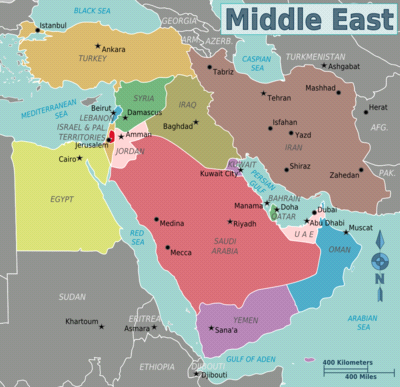 Middle East
BLACK SEA
GEORGIA
Istanbul
ARM.
AZERB.
CASPIAN
SEA
TURKMENISTAN
Ankara
TURKEY
Tabriz
Ashgabat
Mashhad
Tehran
Herat
AFG.
MEDITERRANEAN
SEA
SYRIA
Beirut
LEBANON
Damascus
IRAQ
Baghdad
Isfahan
Yazd
IRAN
ISRAEL & PAL.
TERRITORIES
Amman
Jerusalem
JORDAN
Cairo
Shiraz
Zahedan
PAK.
KUWAIT
Kuwait City
PERSIAN
GULF
EGYPT
BAHRAIN
Manama
Doha
QATAR
Dubai
Abu Dhabi
U A E
Muscat
OMAN
Medina
Riyadh
RED
SEA
SAUDI
ARABIA
Mecca
N
SUDAN
Khartoum
ERITREA
Asmara
YEMEN
Sana'a
ARABIAN
SEA
GULF OF ADEN
ETHIOPIA
DJIBOUTI
Djibouti
400 Kilometers
400 Miles